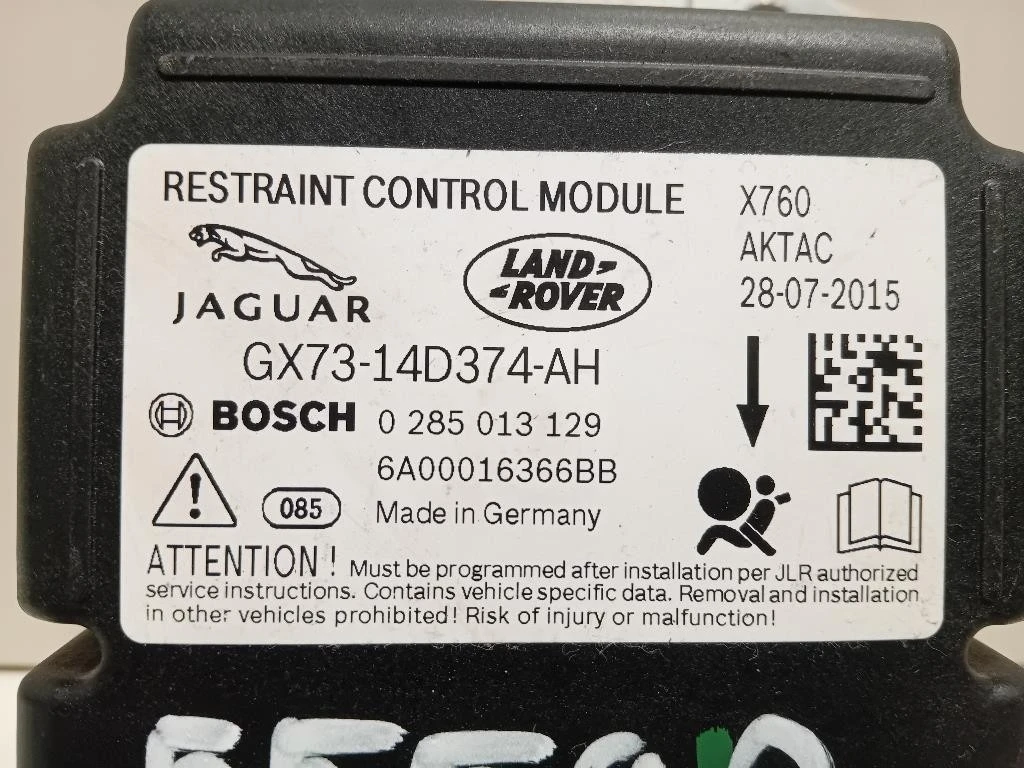 RESTRAINT CONTROL MODULE
X760
AKTAC
28-07-2015
JAGUAR
LAND-
ROVER
GX73-14D374-AH
BOSCH 0 285 013 129
6A00016366BB
085 Made in Germany
ATTENTION! Must be programmed after installation per JLR authorized
service instructions. Contains vehicle specific data. Removal and installation
in other vehicles prohibited! Risk of injury or malfunction!